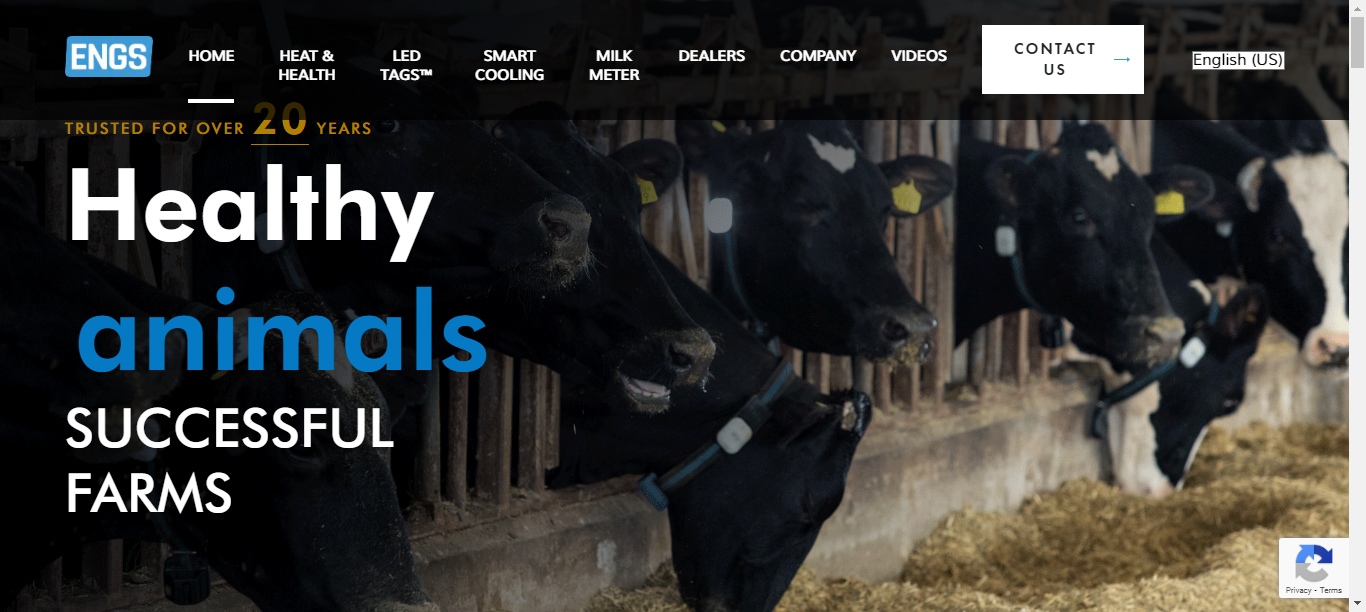 ENGS
HOME
HEAT &
HEALTH
LED
TAGS™
SMART
COOLING
MILK
METER
DEALERS
COMPANY
VIDEOS
CONTACT
US
English (US)
TRUSTED FOR OVER 20 YEARS
Healthy
animals
SUCCESSFUL
FARMS
Privacy - Terms